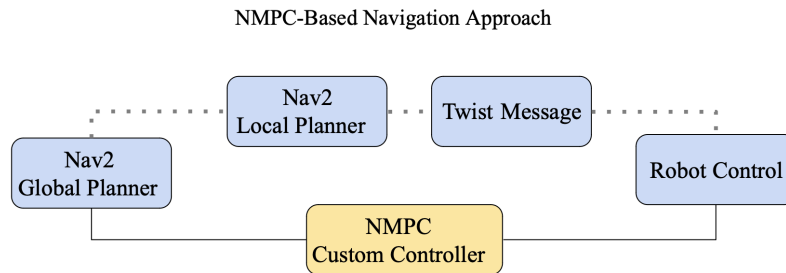 NMPC-Based Navigation Approach
Nav2
Local Planner
Twist Message
Nav2
Global Planner
Robot Control
NMPC
Custom Controller